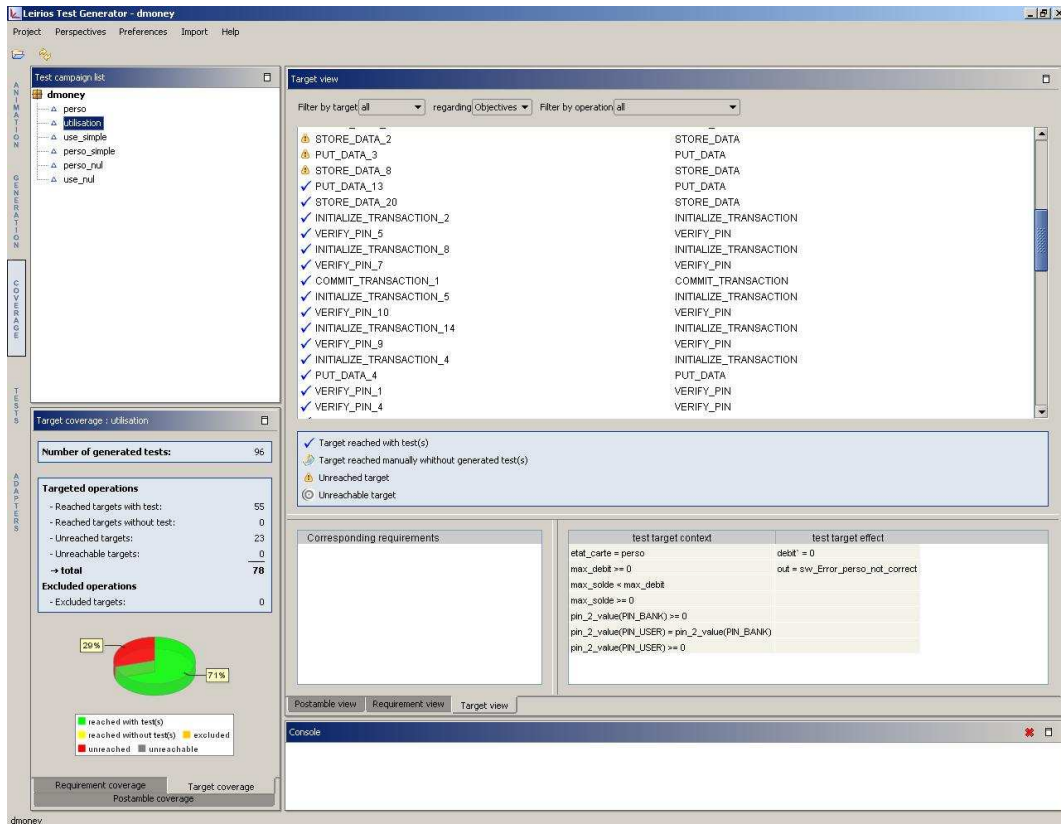 Leirios Test Generator - dmoney
Project Perspectives Preferences Import Help
ANIMATION
GENERATION
COVERAGE
TESTS
ADAPTERS
Test campaign list
dmoney
perso
utilisation
use_simple
perso_simple
perso_nul
use_nul
Target coverage : utilisation
Number of generated tests: 96
Targeted operations
- Reached targets with test: 55
- Reached targets without test: 0
- Unreached targets: 23
- Unreachable targets: 0
→ total 78
Excluded operations
- Excluded targets: 0
29%
71%
reached with test(s)
reached without test(s) excluded
unreached unreachable
Requirement coverage Target coverage
Postamble coverage
Target view
Filter by target all regarding Objectives Filter by operation all
STORE_DATA_2 STORE_DATA
PUT_DATA_3 PUT_DATA
STORE_DATA_8 STORE_DATA
PUT_DATA_13 PUT_DATA
STORE_DATA_20 STORE_DATA
INITIALIZE_TRANSACTION_2 INITIALIZE_TRANSACTION
VERIFY_PIN_5 VERIFY_PIN
INITIALIZE_TRANSACTION_8 INITIALIZE_TRANSACTION
VERIFY_PIN_7 VERIFY_PIN
COMMIT_TRANSACTION_1 COMMIT_TRANSACTION
INITIALIZE_TRANSACTION_5 INITIALIZE_TRANSACTION
VERIFY_PIN_10 VERIFY_PIN
INITIALIZE_TRANSACTION_14 INITIALIZE_TRANSACTION
VERIFY_PIN_9 VERIFY_PIN
INITIALIZE_TRANSACTION_4 INITIALIZE_TRANSACTION
PUT_DATA_4 PUT_DATA
VERIFY_PIN_1 VERIFY_PIN
VERIFY_PIN_4 VERIFY_PIN
Target reached with test(s)
Target reached manually whithout generated test(s)
Unreached target
Unreachable target
Corresponding requirements
test target context test target effect
etat_carte = perso debit` = 0
max_debit >= 0 out = sw_Error_perso_not_correct
max_solde < max_debit
max_solde >= 0
pin_2_value(PIN_BANK) >= 0
pin_2_value(PIN_USER) = pin_2_value(PIN_BANK)
pin_2_value(PIN_USER) >= 0
Postamble view Requirement view Target view
Console
dmoney